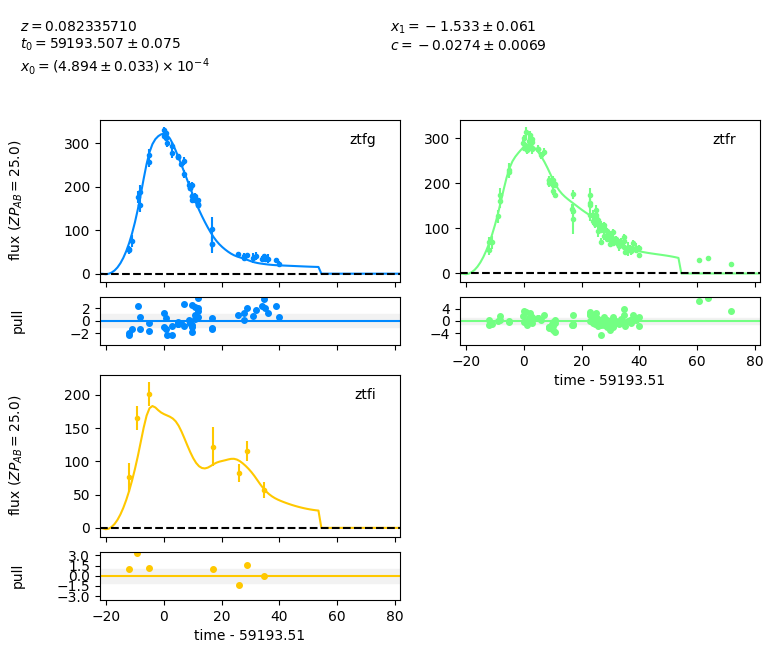 z = 0.082335710
t₀ = 59193.507 ± 0.075
x₀ = (4.894 ± 0.033) × 10⁻⁴
x₁ = −1.533 ± 0.061
c = −0.0274 ± 0.0069
ztfg
flux (ZP_AB = 25.0)
300
200
100
0
pull
2
0
−2
ztfr
300
200
100
0
4
0
−4
−20 0 20 40 60 80
time - 59193.51
ztfi
flux (ZP_AB = 25.0)
200
150
100
50
0
pull
3.0
1.5
0.0
−1.5
−3.0
−20 0 20 40 60 80
time - 59193.51